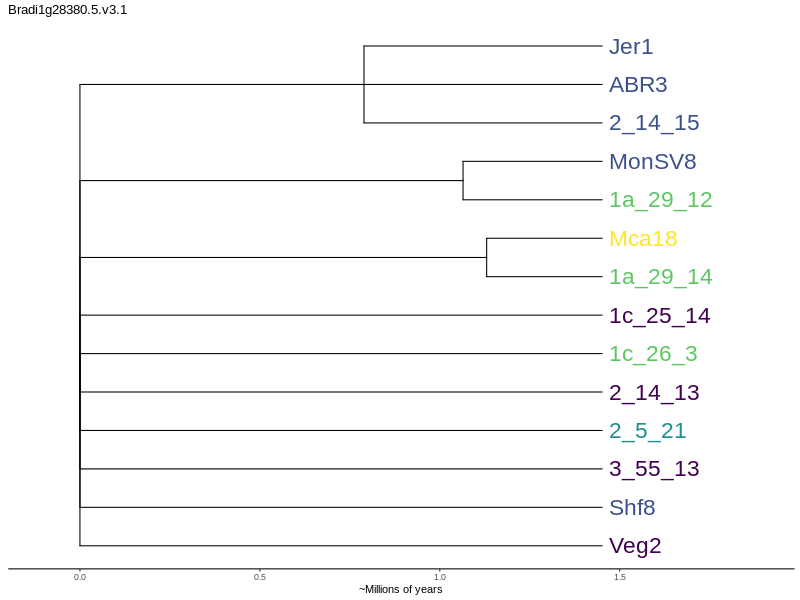 Bradi1g28380.5.v3.1
Jer1
ABR3
2_14_15
MonSV8
1a_29_12
Mca18
1a_29_14
1c_25_14
1c_26_3
2_14_13
2_5_21
3_55_13
Shf8
Veg2
0.0 0.5 1.0 1.5
~Millions of years